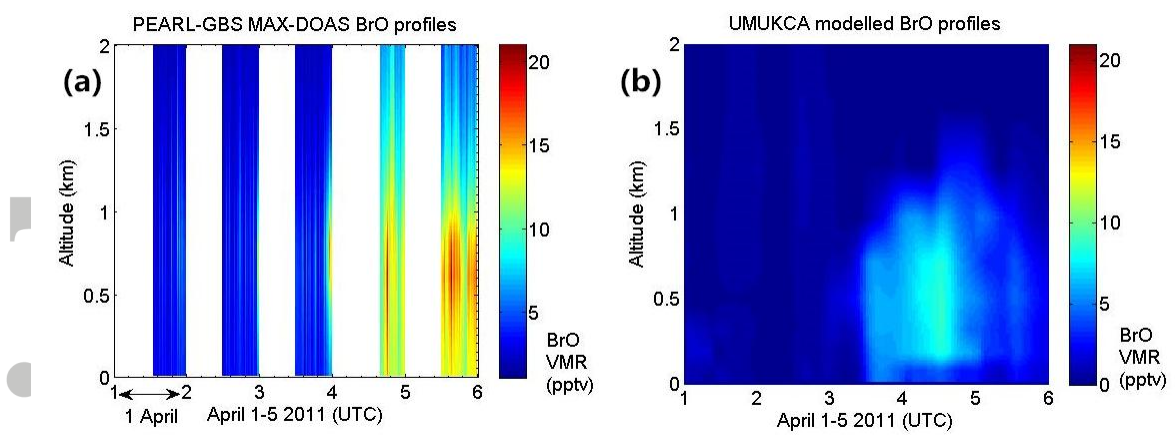 PEARL-GBS MAX-DOAS BrO profiles
(a)
2
1.5
1
0.5
0
Altitude (km)
1 2 3 4 5 6
1 April
April 1-5 2011 (UTC)
20
15
10
5
BrO
VMR
(pptv)
UMUKCA modelled BrO profiles
(b)
2
1.5
1
0.5
0
Altitude (km)
1 2 3 4 5 6
April 1-5 2011 (UTC)
20
15
10
5
0
BrO
VMR
(pptv)